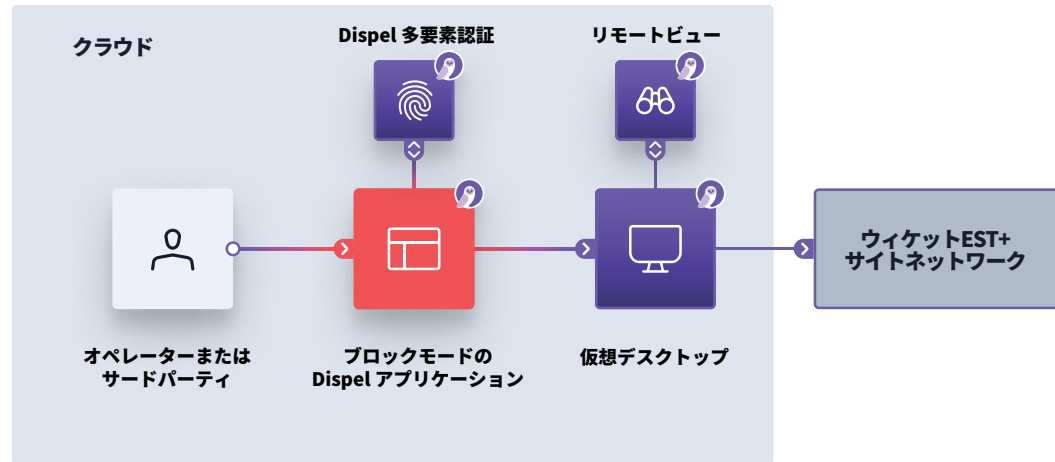 クラウド
Dispel 多要素認証
リモートビュー
ウィケットEST+
サイトネットワーク
オペレーターまたは
サードパーティ
ブロックモードの
Dispel アプリケーション
仮想デスクトップ